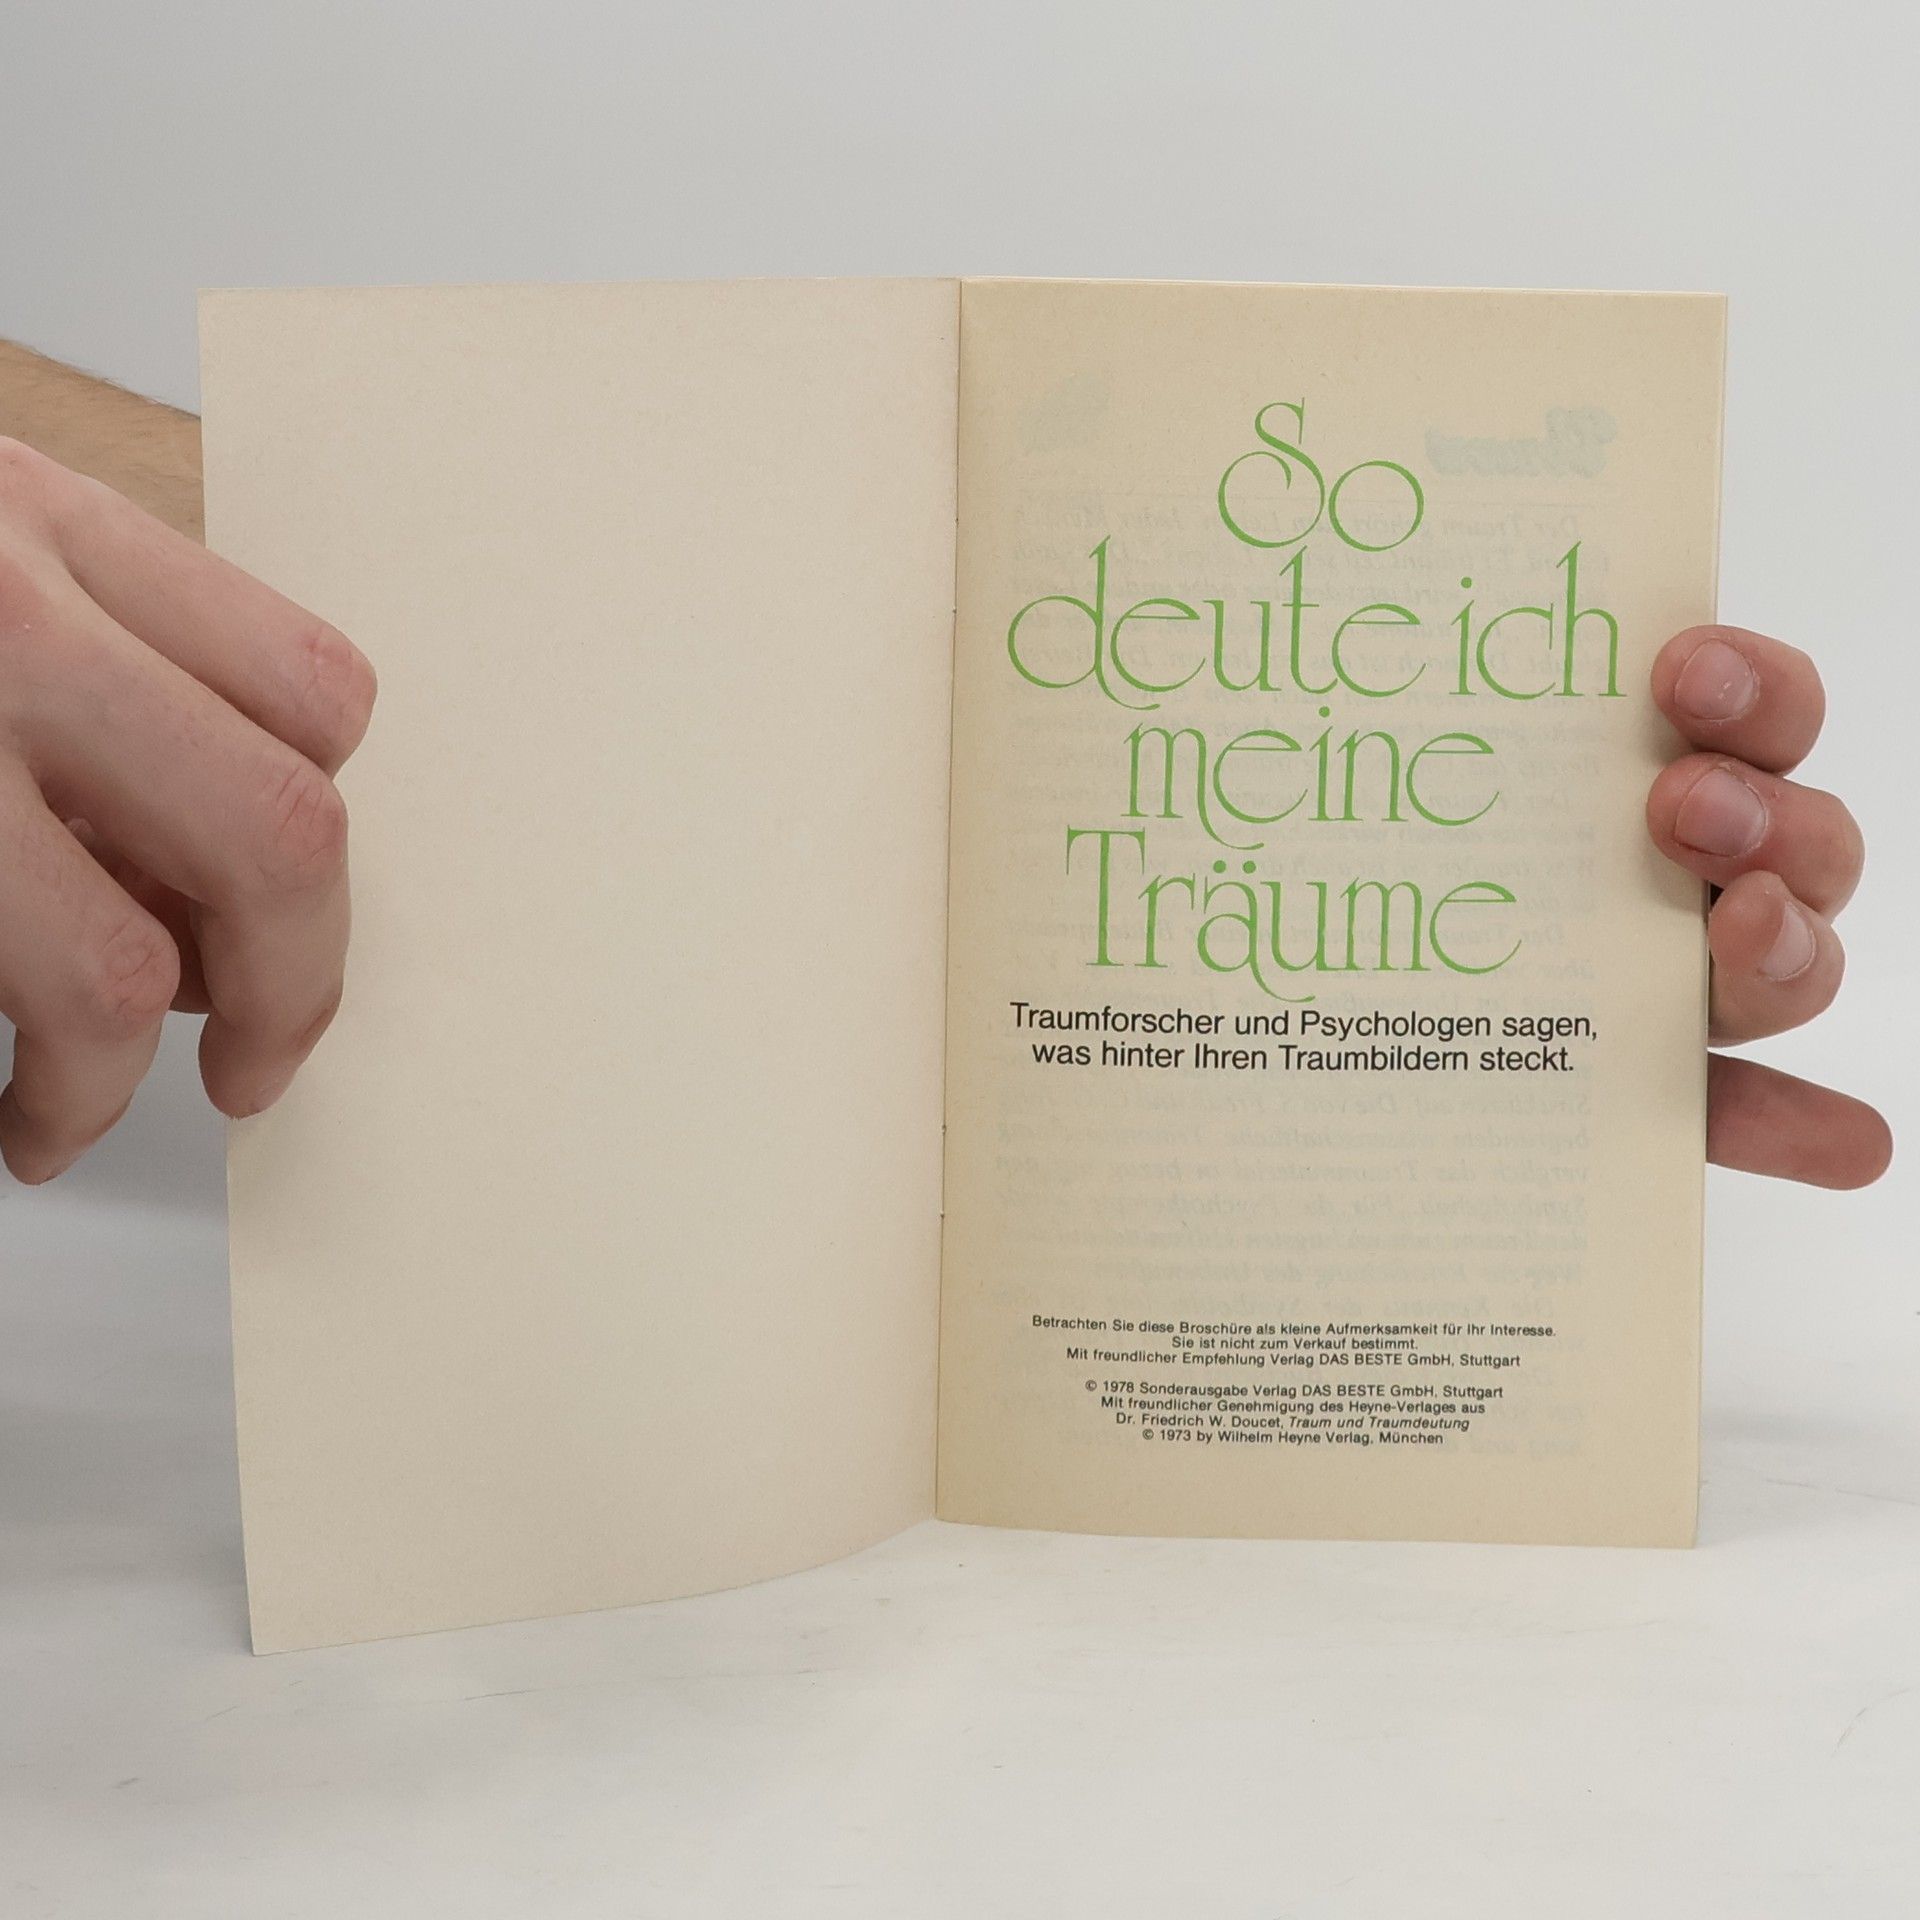 So
deute ich
meine
Träume
Traumforscher und Psychologen sagen,
was hinter Ihren Traumbildern steckt.
Betrachten Sie diese Broschüre als kleine Aufmerksamkeit für Ihr Interesse.
Sie ist nicht zum Verkauf bestimmt.
Mit freundlicher Empfehlung Verlag DAS BESTE GmbH, Stuttgart
© 1978 Sonderausgabe Verlag DAS BESTE GmbH, Stuttgart
Mit freundlicher Genehmigung des Heyne-Verlages aus
Dr. Friedrich W. Doucet, Traum und Traumdeutung
© 1973 by Wilhelm Heyne Verlag, München